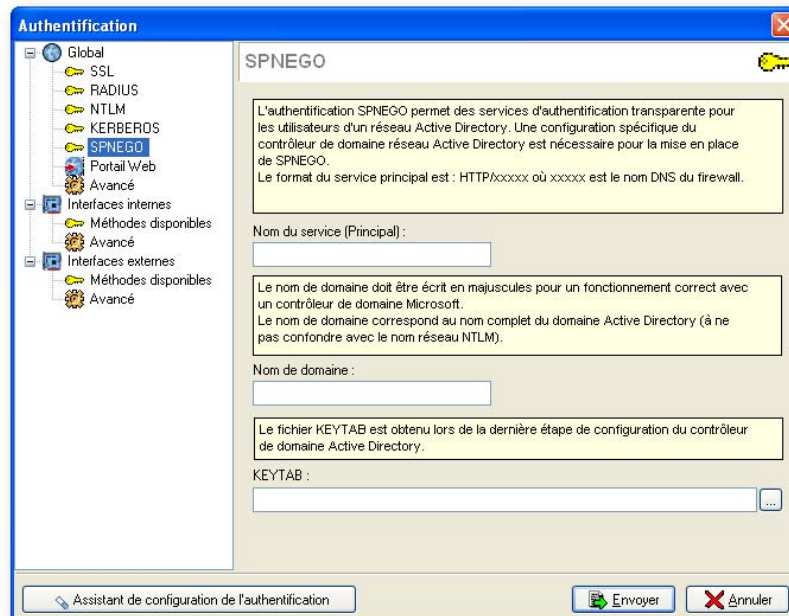 Authentification
Global
SSL
RADIUS
NTLM
KERBEROS
SPNEGO
Portail Web
Avancé
Interfaces internes
Méthodes disponibles
Avancé
Interfaces externes
Méthodes disponibles
Avancé
SPNEGO
L'authentification SPNEGO permet des services d'authentification transparente pour
les utilisateurs d'un réseau Active Directory. Une configuration spécifique du
contrôleur de domaine réseau Active Directory est nécessaire pour la mise en place
de SPNEGO.
Le format du service principal est : HTTP/xxxxx où xxxxx est le nom DNS du firewall.
Nom du service (Principal) :
Le nom de domaine doit être écrit en majuscules pour un fonctionnement correct avec
un contrôleur de domaine Microsoft.
Le nom de domaine correspond au nom complet du domaine Active Directory (à ne
pas confondre avec le nom réseau NTLM).
Nom de domaine :
Le fichier KEYTAB est obtenu lors de la dernière étape de configuration du contrôleur
de domaine Active Directory.
KEYTAB :
...
Assistant de configuration de l'authentification
Envoyer
Annuler